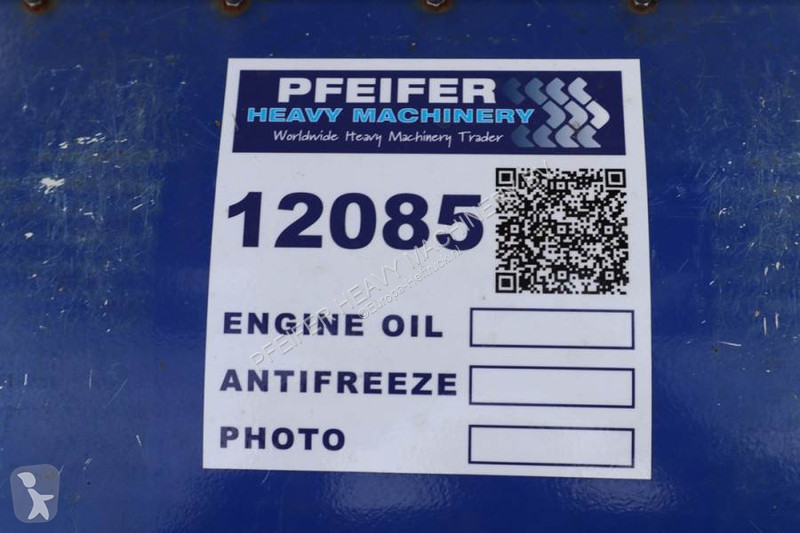 PFEIFER
HEAVY MACHINERY
Worldwide Heavy Machinery Trader
12085
ENGINE OIL
ANTIFREEZE
PHOTO
PFEIFER HEAVY MACHINERY